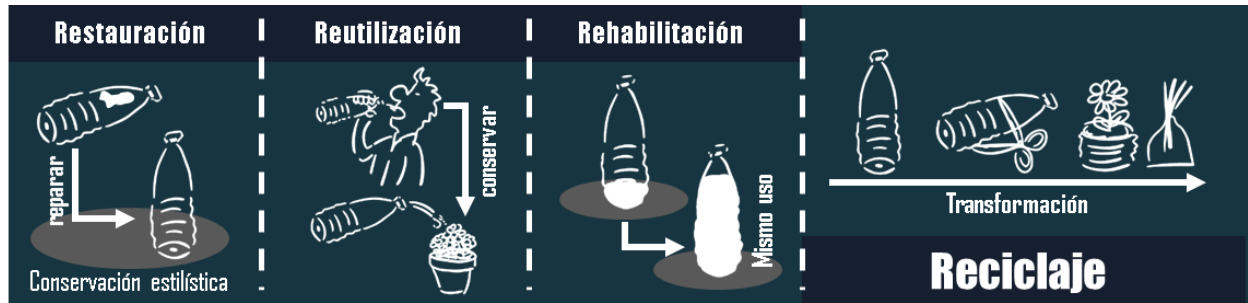 Restauración
reparar
Conservación estilística
Reutilización
conservar
Rehabilitación
Mismo uso
Transformación
Reciclaje